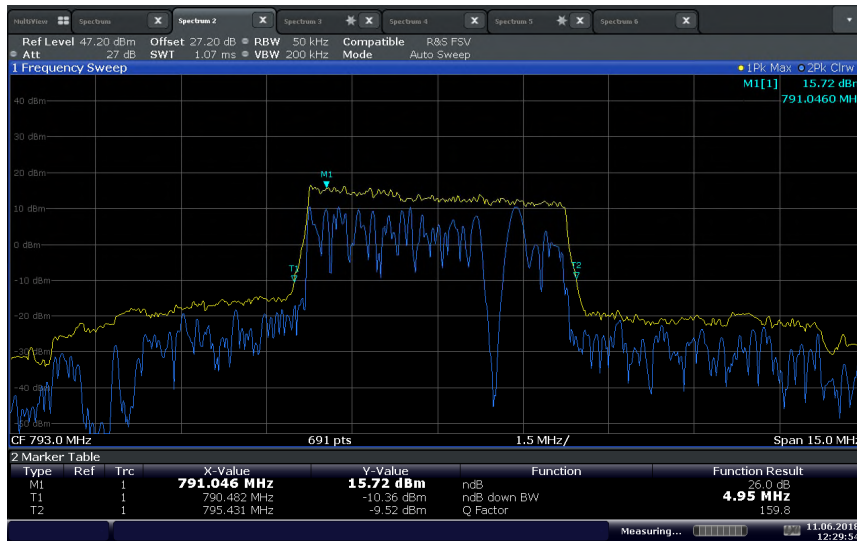 MultiView Spectrum X Spectrum 2 X Spectrum 3 X Spectrum 4 X Spectrum 5 X Spectrum 6 X
Ref Level 47.20 dBm Offset 27.20 dB RBW 50 kHz Compatible R&S FSV
Att 27 dB SWT 1.07 ms VBW 200 kHz Mode Auto Sweep
1 Frequency Sweep 1Pk Max 2Pk Clrw
M1[1] 15.72 dBm
791.0460 MH
40 dBm
30 dBm
20 dBm
M1
10 dBm
0 dBm
T1 T2
-10 dBm
-20 dBm
-30 dBm
-40 dBm
-50 dBm
CF 793.0 MHz 691 pts 1.5 MHz/ Span 15.0 MHz
2 Marker Table
Type Ref Trc X-Value Y-Value Function Function Result
M1 1 791.046 MHz 15.72 dBm ndB 26.0 dB
T1 1 790.482 MHz -10.36 dBm ndB down BW 4.95 MHz
T2 1 795.431 MHz -9.52 dBm Q Factor 159.8
Measuring... 11.06.2018
12:29:54